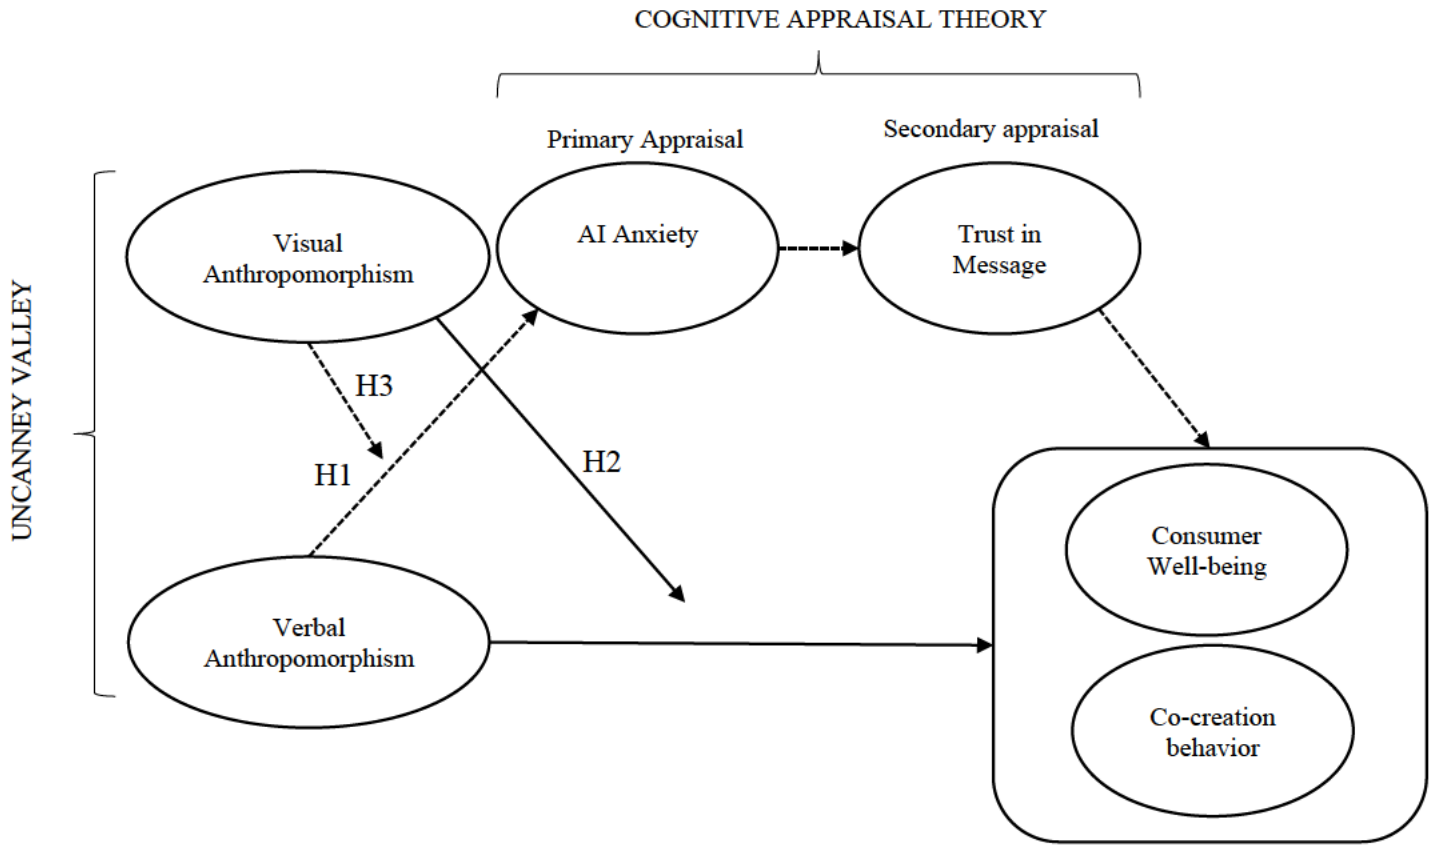 COGNITIVE APPRAISAL THEORY
Primary Appraisal
Secondary appraisal
UNCANNEY VALLEY
Visual
Anthropomorphism
AI Anxiety
Trust in
Message
H3
H1
H2
Verbal
Anthropomorphism
Consumer
Well-being
Co-creation
behavior